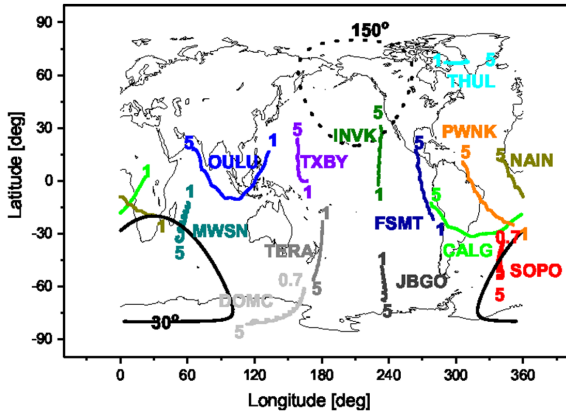 90
60
30
0
-30
-60
-90
Latitude [deg]
150°
1
5
THUL
5
INVK
PWNK
5
5
NAIN
5
OULU
1
5
TXBY
1
1
5
1
5
1
1
MWSN
5
FSMT
1
CALG
0.7
1
SOPO
5
1
TERA
5
0.7
DOMC
5
1
JBGO
5
30°
0
60
120
180
240
300
360
Longitude [deg]